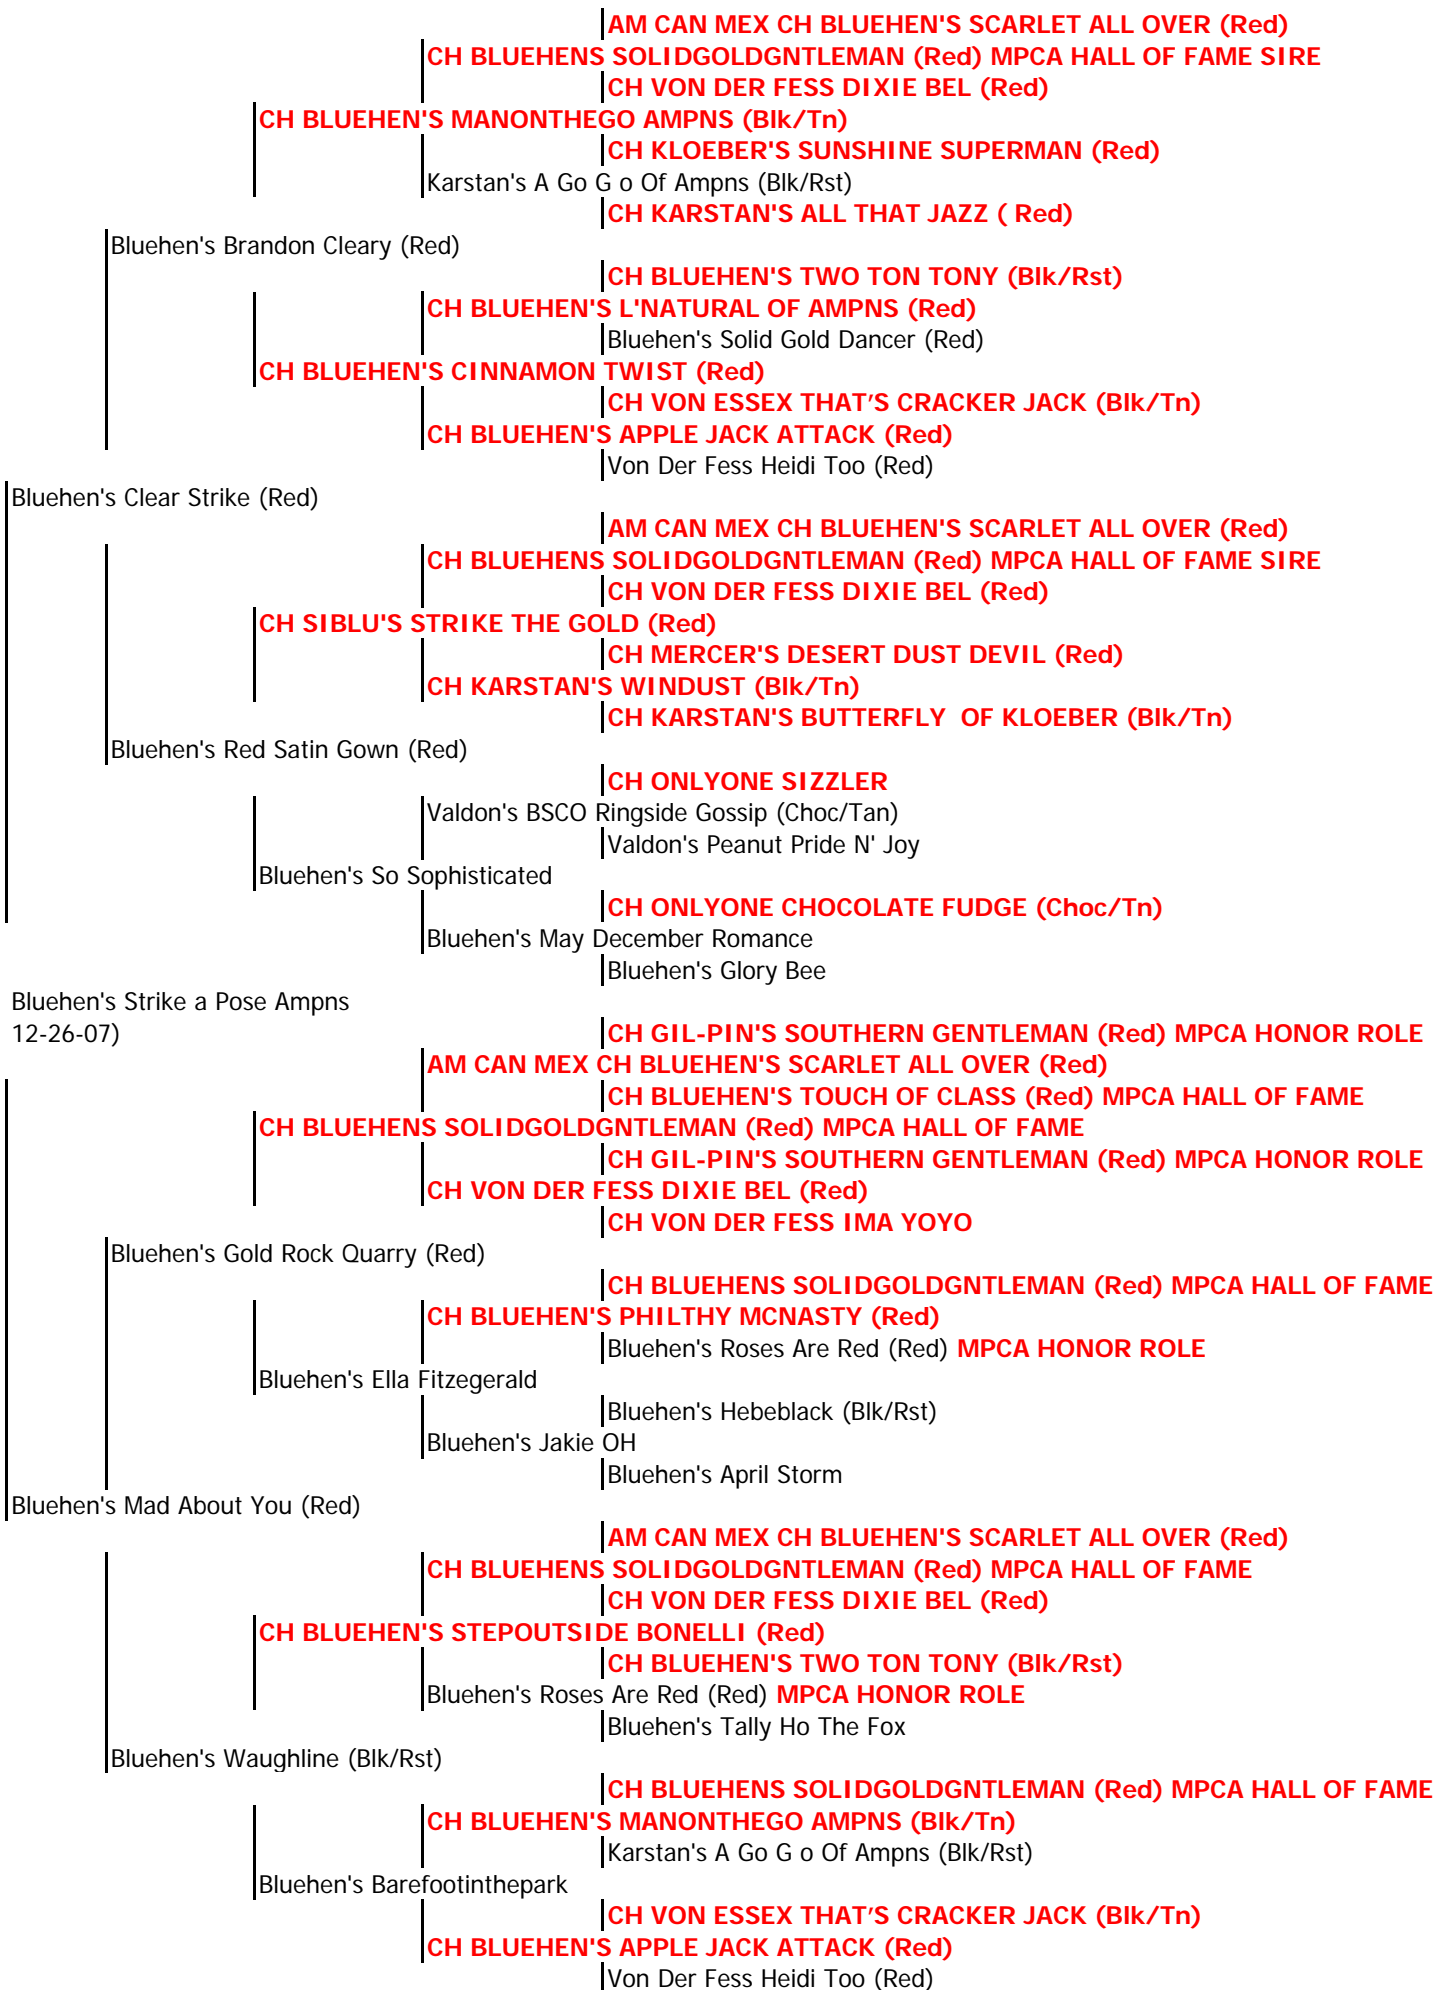 AM CAN MEX CH BLUEHEN'S SCARLET ALL OVER (Red)
CH BLUEHENS SOLIDGOLDGNTLEMAN (Red) MPCA HALL OF FAME SIRE
CH VON DER FESS DIXIE BEL (Red)
CH BLUEHEN'S MANONTHEGO AMPNS (Blk/Tn)
CH KLOEBER'S SUNSHINE SUPERMAN (Red)
Karstan's A Go G o Of Ampns (Blk/Rst)
CH KARSTAN'S ALL THAT JAZZ ( Red)
Bluehen's Brandon Cleary (Red)
CH BLUEHEN'S TWO TON TONY (Blk/Rst)
CH BLUEHEN'S L'NATURAL OF AMPNS (Red)
Bluehen's Solid Gold Dancer (Red)
CH BLUEHEN'S CINNAMON TWIST (Red)
CH VON ESSEX THAT’S CRACKER JACK (Blk/Tn)
CH BLUEHEN'S APPLE JACK ATTACK (Red)
Von Der Fess Heidi Too (Red)
Bluehen's Clear Strike (Red)
AM CAN MEX CH BLUEHEN'S SCARLET ALL OVER (Red)
CH BLUEHENS SOLIDGOLDGNTLEMAN (Red) MPCA HALL OF FAME SIRE
CH VON DER FESS DIXIE BEL (Red)
CH SIBLU'S STRIKE THE GOLD (Red)
CH MERCER'S DESERT DUST DEVIL (Red)
CH KARSTAN'S WINDUST (Blk/Tn)
CH KARSTAN'S BUTTERFLY  OF KLOEBER (Blk/Tn)
Bluehen's Red Satin Gown (Red)
CH ONLYONE SIZZLER
Valdon's BSCO Ringside Gossip (Choc/Tan)
Valdon's Peanut Pride N' Joy
Bluehen's So Sophisticated
CH ONLYONE CHOCOLATE FUDGE (Choc/Tn)
Bluehen's May December Romance
Bluehen's Glory Bee
Bluehen's Strike a Pose Ampns
12-26-07)
CH GIL-PIN'S SOUTHERN GENTLEMAN (Red) MPCA HONOR ROLE
AM CAN MEX CH BLUEHEN'S SCARLET ALL OVER (Red)
CH BLUEHEN'S TOUCH OF CLASS (Red) MPCA HALL OF FAME
CH BLUEHENS SOLIDGOLDGNTLEMAN (Red) MPCA HALL OF FAME
CH GIL-PIN'S SOUTHERN GENTLEMAN (Red) MPCA HONOR ROLE
CH VON DER FESS DIXIE BEL (Red)
CH VON DER FESS IMA YOYO
Bluehen's Gold Rock Quarry (Red)
CH BLUEHENS SOLIDGOLDGNTLEMAN (Red) MPCA HALL OF FAME
CH BLUEHEN'S PHILTHY MCNASTY (Red)
Bluehen's Roses Are Red (Red) MPCA HONOR ROLE
Bluehen's Ella Fitzegerald
Bluehen's Hebeblack (Blk/Rst)
Bluehen's Jakie OH
Bluehen's April Storm
Bluehen's Mad About You (Red)
AM CAN MEX CH BLUEHEN'S SCARLET ALL OVER (Red)
CH BLUEHENS SOLIDGOLDGNTLEMAN (Red) MPCA HALL OF FAME
CH VON DER FESS DIXIE BEL (Red)
CH BLUEHEN'S STEPOUTSIDE BONELLI (Red)
CH BLUEHEN'S TWO TON TONY (Blk/Rst)
Bluehen's Roses Are Red (Red) MPCA HONOR ROLE
Bluehen's Tally Ho The Fox
Bluehen's Waughline (Blk/Rst)
CH BLUEHENS SOLIDGOLDGNTLEMAN (Red) MPCA HALL OF FAME
CH BLUEHEN'S MANONTHEGO AMPNS (Blk/Tn)
Karstan's A Go G o Of Ampns (Blk/Rst)
Bluehen's Barefootinthepark
CH VON ESSEX THAT’S CRACKER JACK (Blk/Tn)
CH BLUEHEN'S APPLE JACK ATTACK (Red)
Von Der Fess Heidi Too (Red)